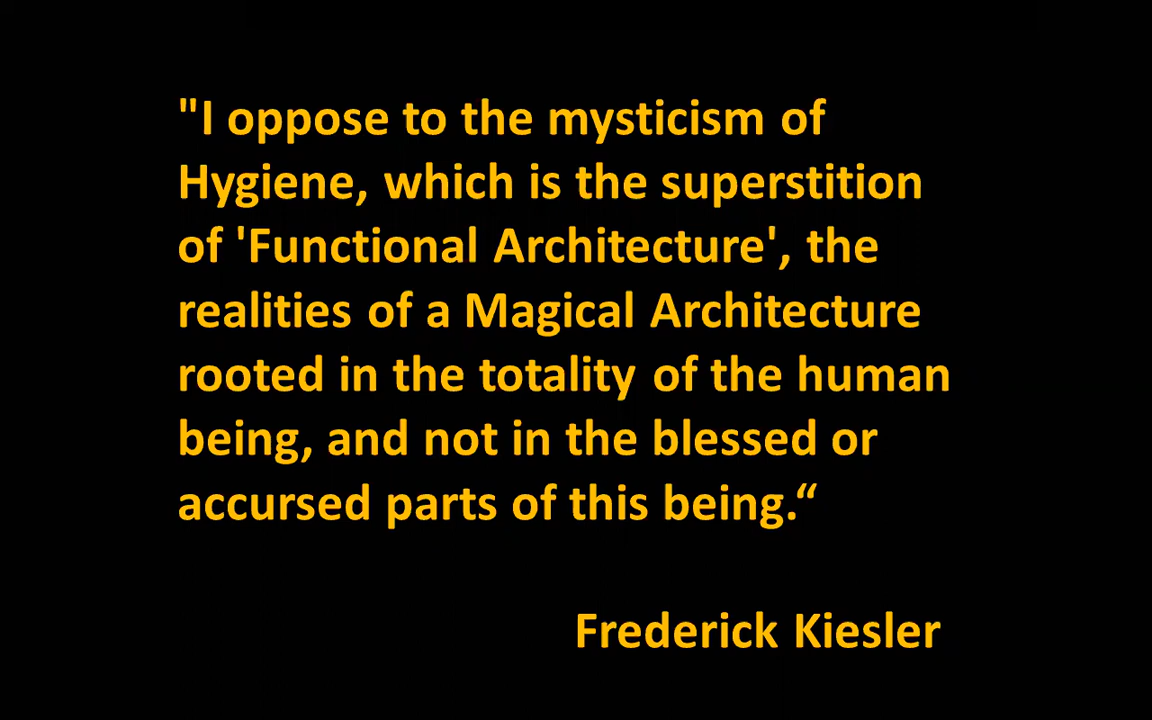 "I oppose to the mysticism of
Hygiene, which is the superstition
of 'Functional Architecture', the
realities of a Magical Architecture
rooted in the totality of the human
being, and not in the blessed or
accursed parts of this being.“
Frederick Kiesler